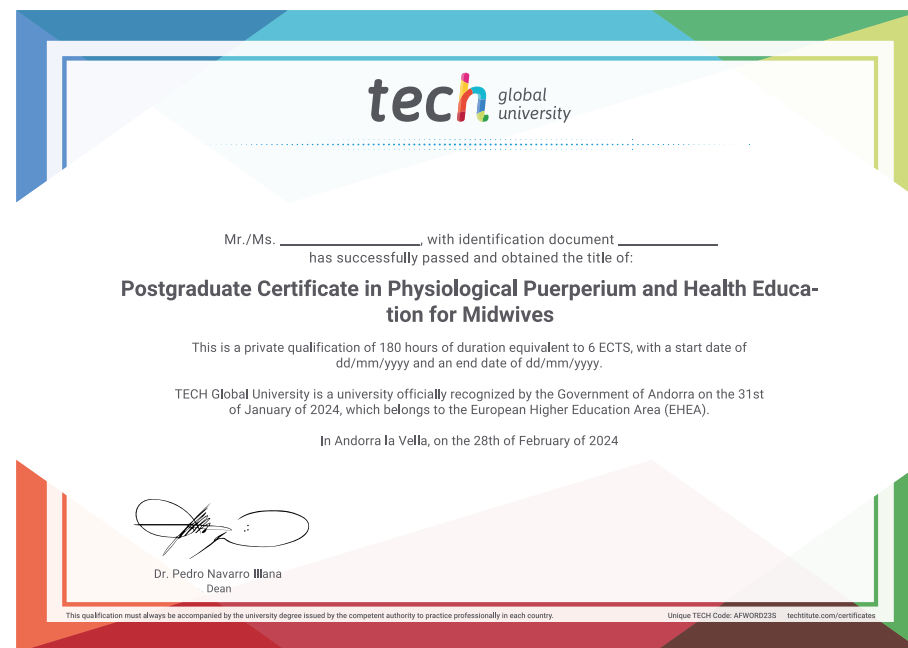 tech global university
Mr./Ms. ____________________, with identification document ______________
has successfully passed and obtained the title of:
Postgraduate Certificate in Physiological Puerperium and Health Educa-
tion for Midwives
This is a private qualification of 180 hours of duration equivalent to 6 ECTS, with a start date of
dd/mm/yyyy and an end date of dd/mm/yyyy.
TECH Global University is a university officially recognized by the Government of Andorra on the 31st
of January of 2024, which belongs to the European Higher Education Area (EHEA).
In Andorra la Vella, on the 28th of February of 2024
Dr. Pedro Navarro Illana
Dean
This qualification must always be accompanied by the university degree issued by the competent authority to practice professionally in each country.
Unique TECH Code: AFWORD23S techtitute.com/certificates